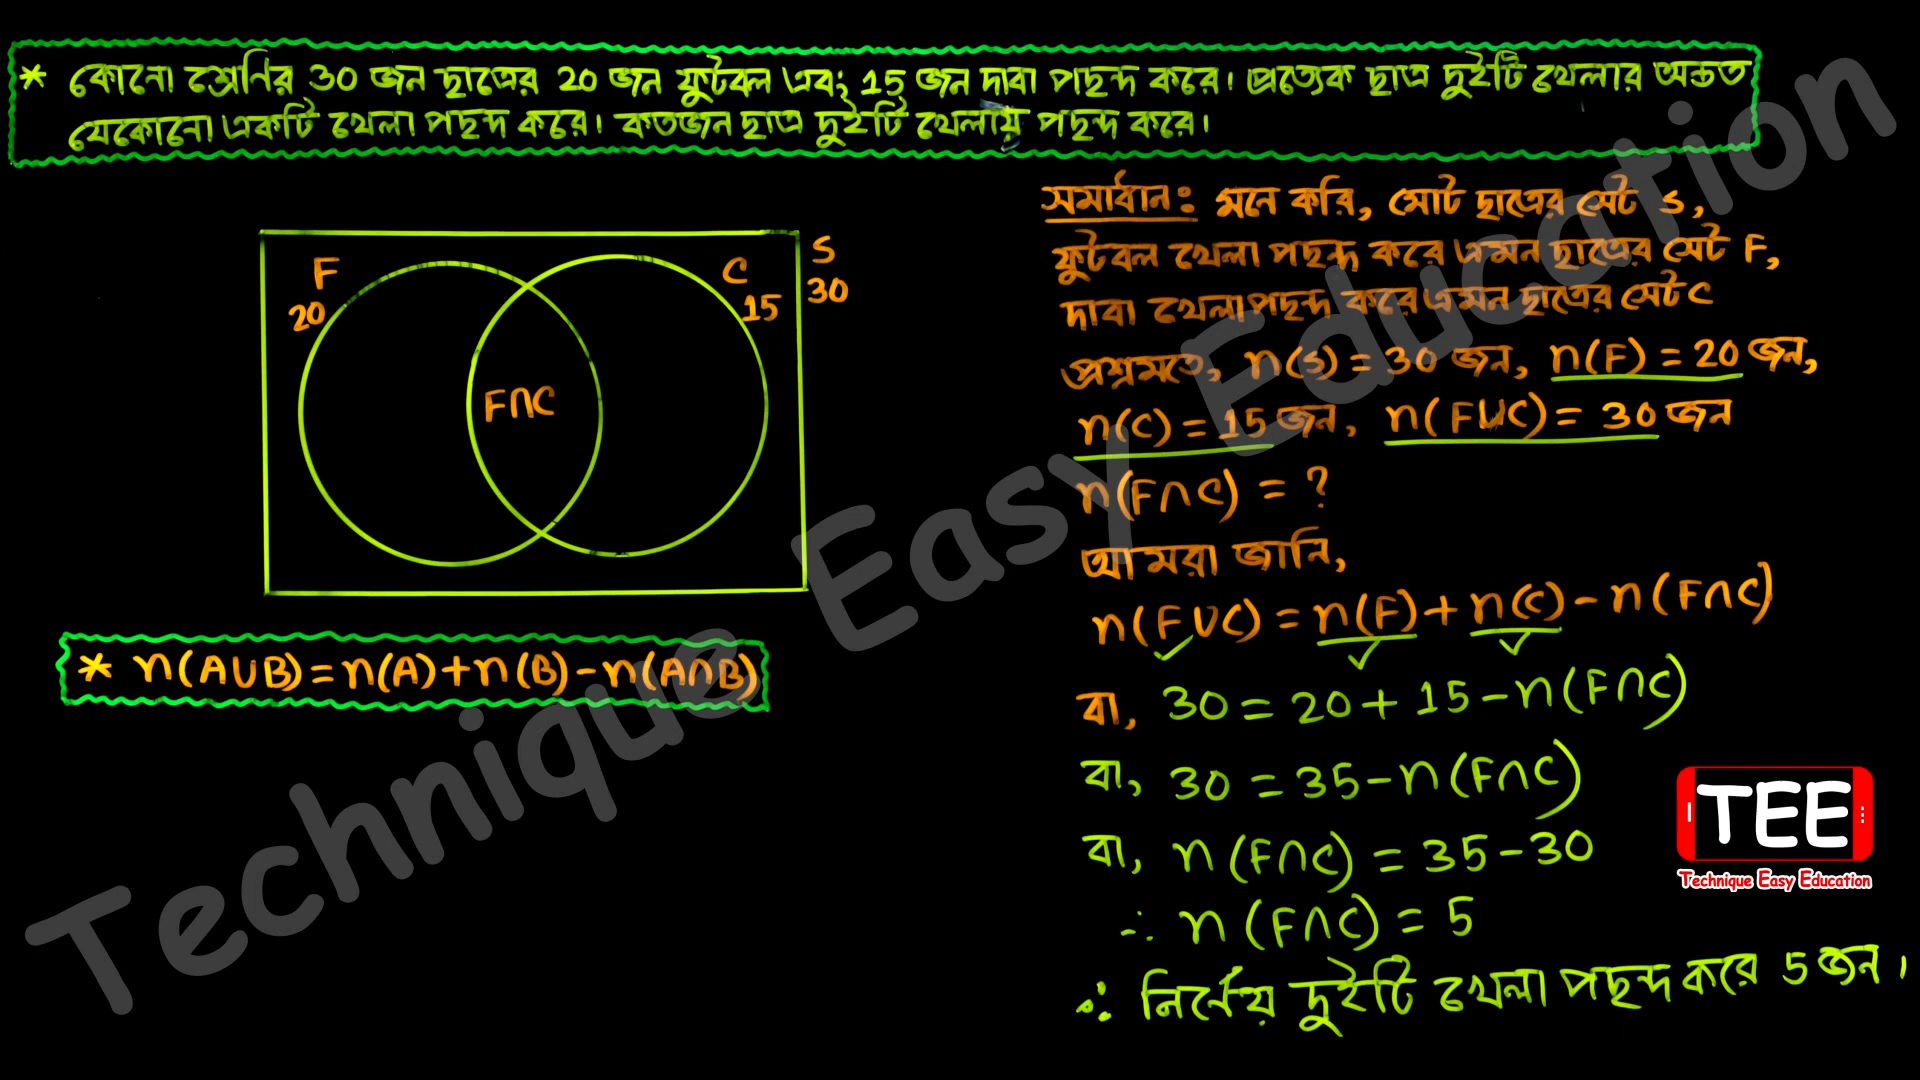 * কোনো শ্রেণির 30 জন ছাত্রের 20 জন ফুটবল এবং 15 জন দাবা পছন্দ করে। প্রত্যেক ছাত্র দুইটি খেলার অন্তত
যেকোনো একটি খেলা পছন্দ করে। কতজন ছাত্র দুইটি খেলায় পছন্দ করে।
F
20
C
15
S
30
F∩C
* n(A∪B)=n(A)+n(B)-n(A∩B)
সমাধান: মনে করি, মোট ছাত্রের সেট S,
ফুটবল খেলা পছন্দ করে এমন ছাত্রের সেট F,
দাবা খেলা পছন্দ করে এমন ছাত্রের সেট C
প্রশ্নমতে, n(S) = 30 জন, n(F) = 20 জন,
n(C) = 15 জন, n(F∪C) = 30 জন
n(F∩C) = ?
আমরা জানি,
n(F∪C) = n(F) + n(C) - n(F∩C)
বা, 30 = 20 + 15 - n(F∩C)
বা, 30 = 35 - n(F∩C)
বা, n(F∩C) = 35 - 30
∴ n(F∩C) = 5
∴ নির্ণেয় দুইটি খেলা পছন্দ করে 5 জন।
Technique Easy Education
TEE
Technique Easy Education